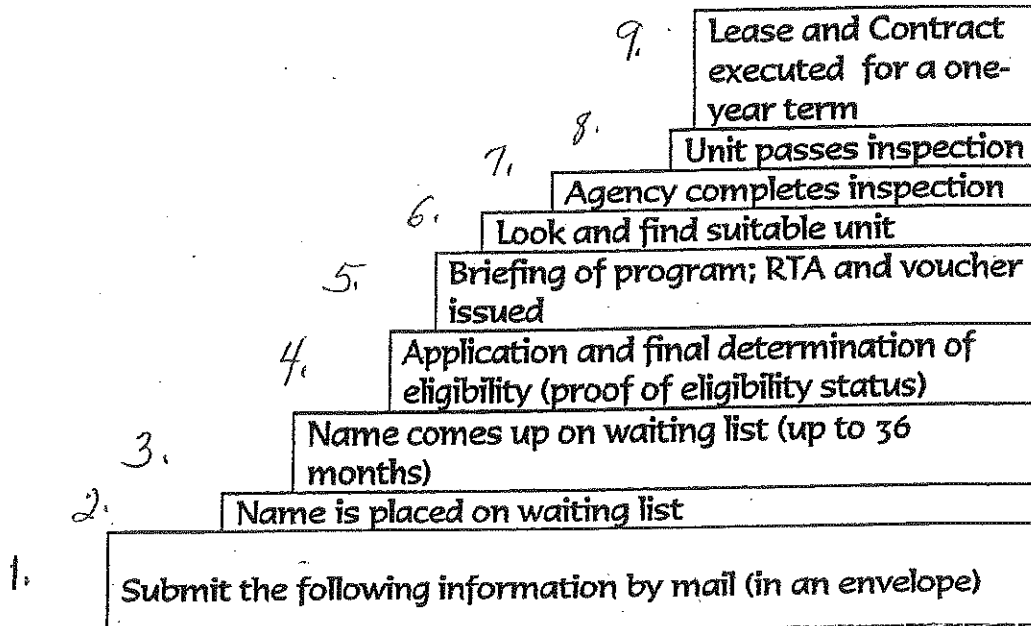 9. Lease and Contract
executed for a one-
year term
8. Unit passes inspection
7. Agency completes inspection
6. Look and find suitable unit
5. Briefing of program; RTA and voucher
issued
4. Application and final determination of
eligibility (proof of eligibility status)
3. Name comes up on waiting list (up to 36
months)
2. Name is placed on waiting list
1. Submit the following information by mail (in an envelope)